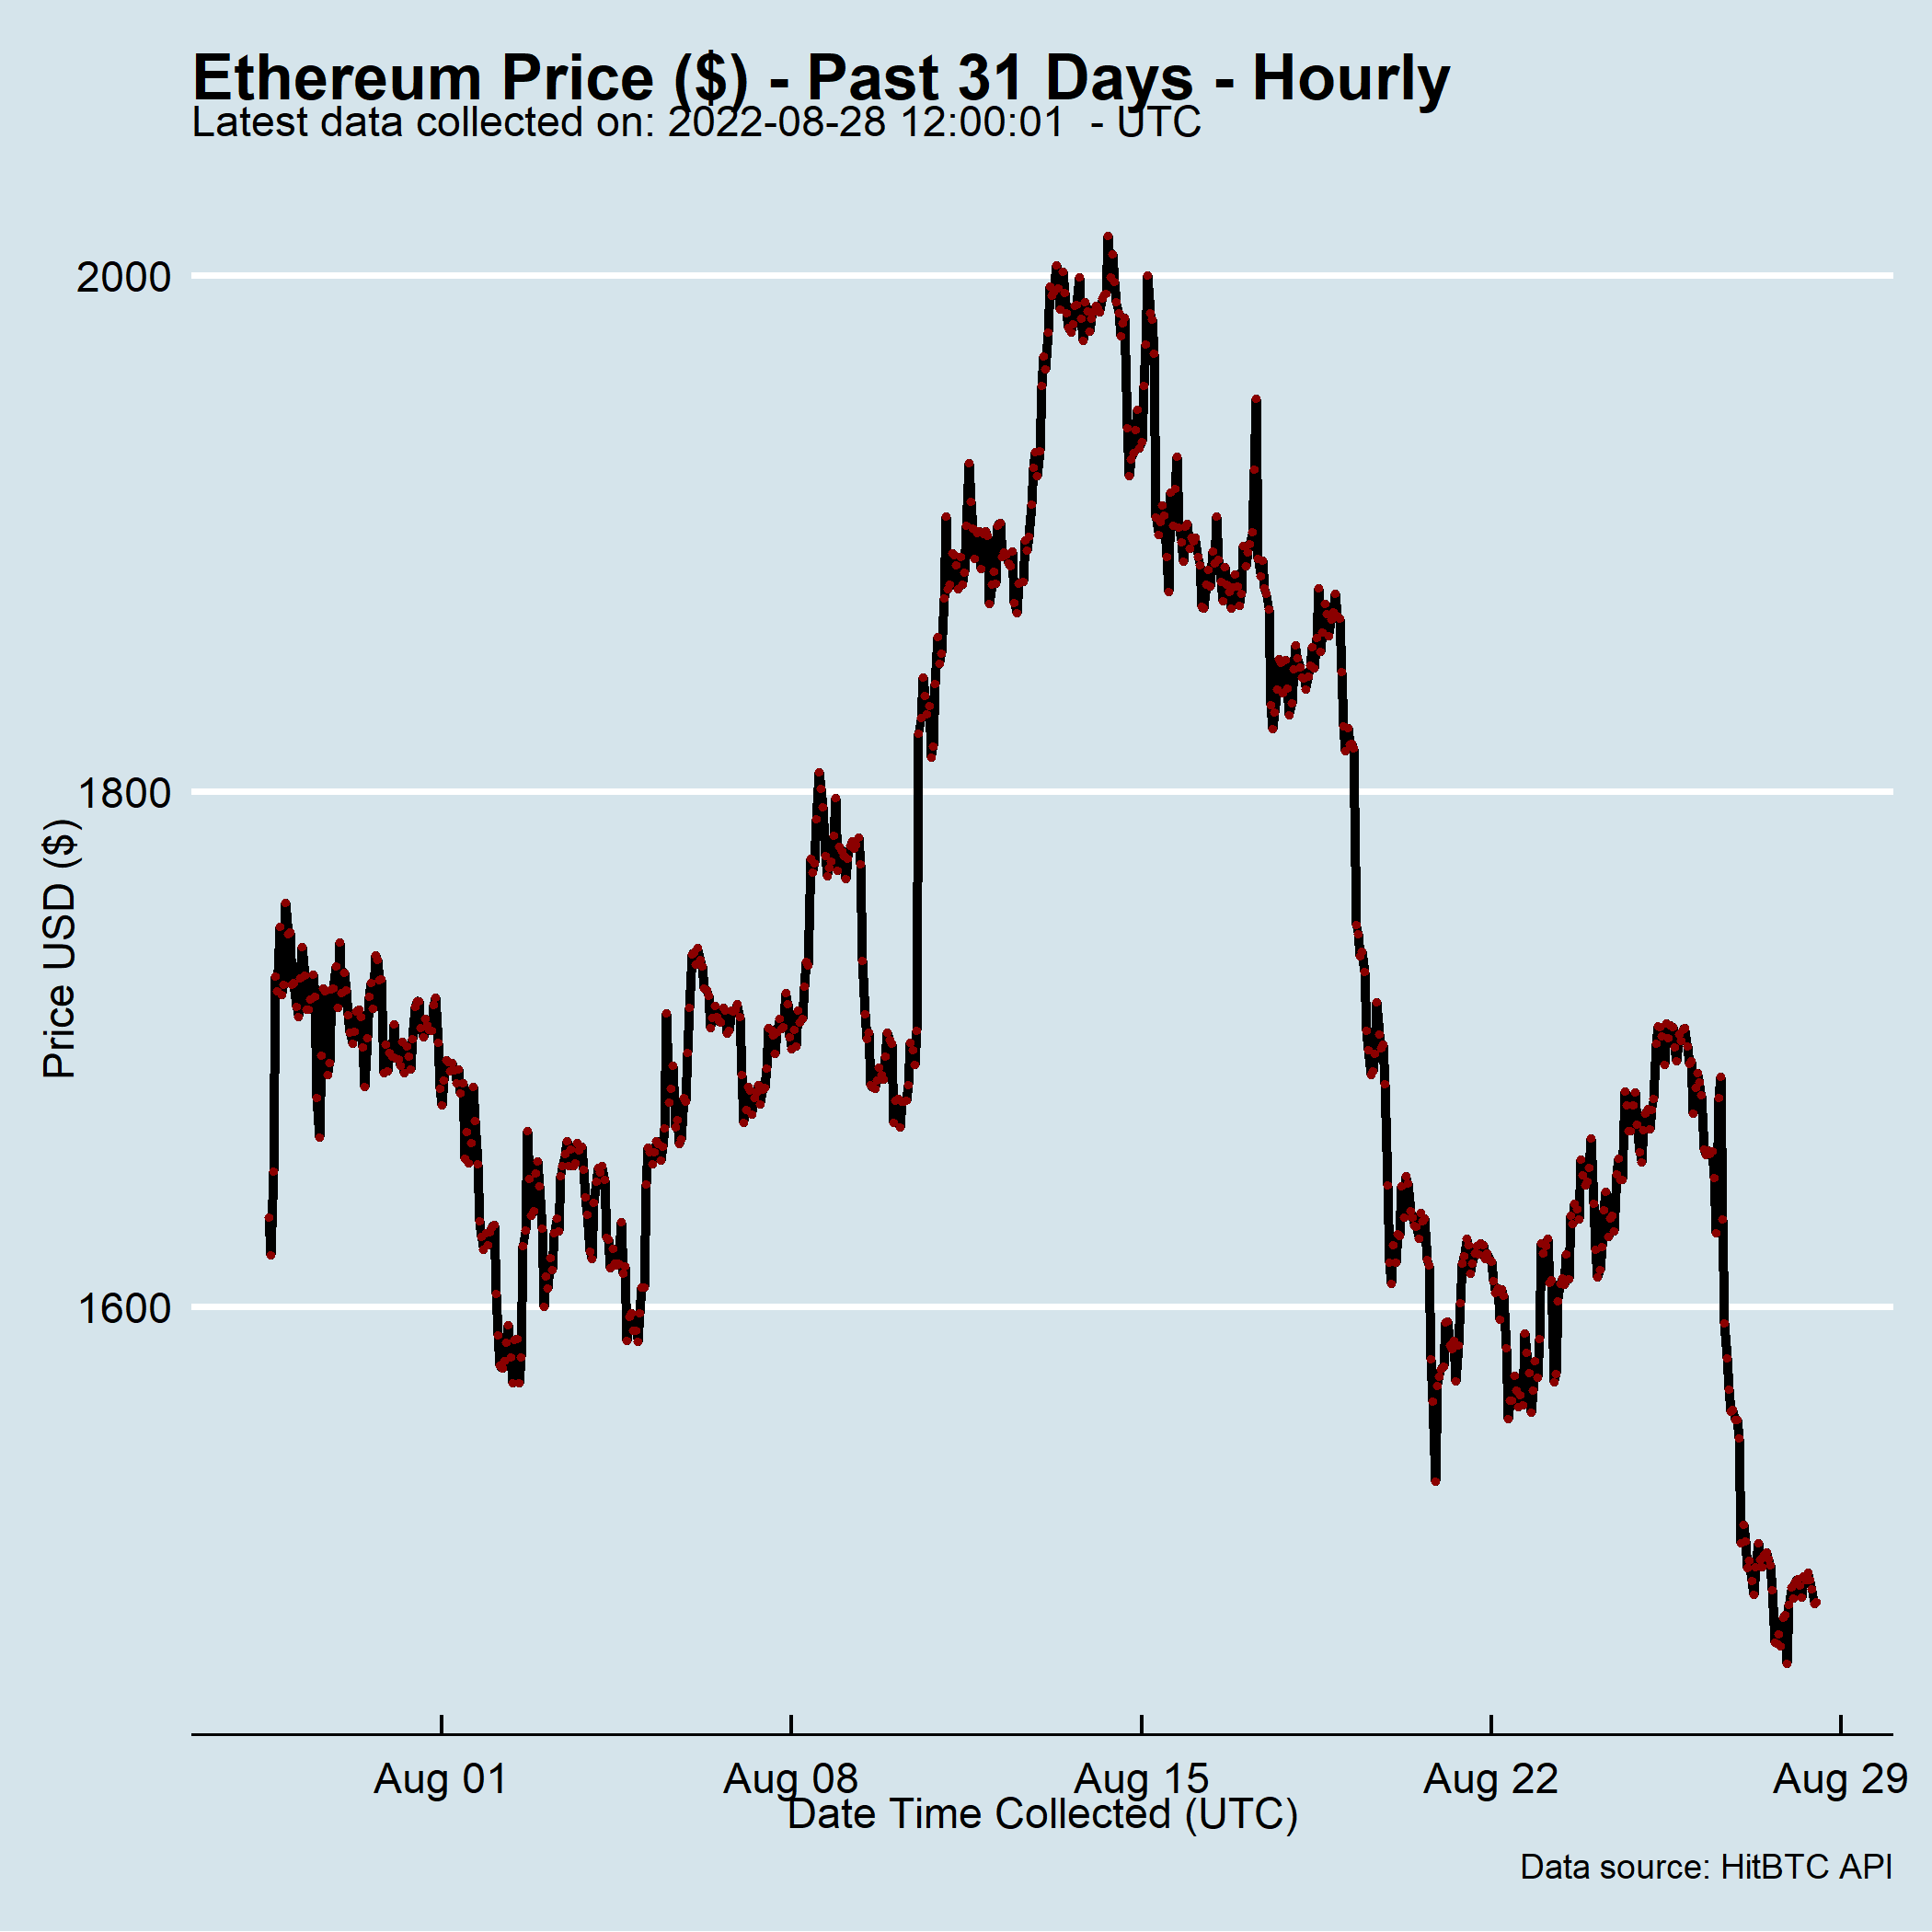 Ethereum Price ($) - Past 31 Days - Hourly
Latest data collected on: 2022-08-28 12:00:01  - UTC
2000
1800
1600
Price USD ($)
Aug 01
Aug 08
Aug 15
Aug 22
Aug 29
Date Time Collected (UTC)
Data source: HitBTC API